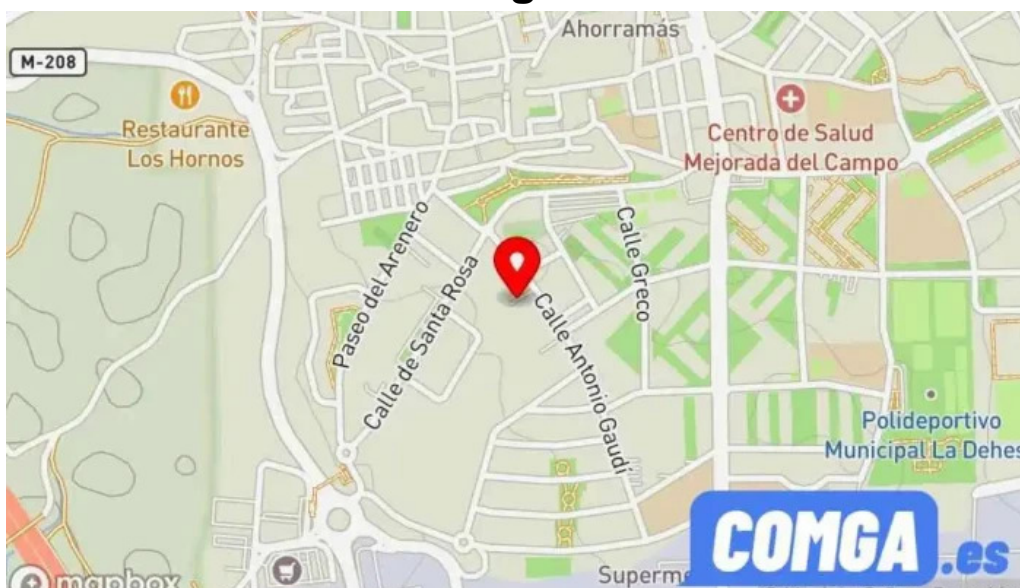 Ahorramás
M-208
Restaurante
Los Hornos
Centro de Salud
Mejorada del Campo
Paseo del Arenero
Calle de Santa Rosa
Calle Greco
Calle Antonio Gaudí
Polideportivo
Municipal La Dehes
COMGA.es
mapbox
Superm